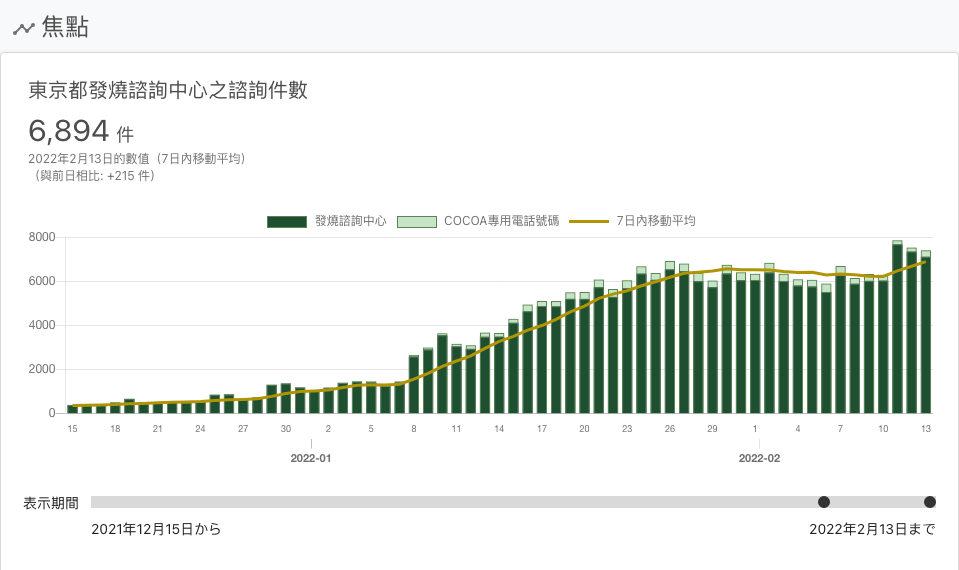 焦點
東京都發燒諮詢中心之諮詢件數
6,894 件
2022年2月13日的數值（7日內移動平均）
（與前日相比: +215 件）
發燒諮詢中心 COCOA專用電話號碼 7日內移動平均
8000
6000
4000
2000
0
15 18 21 24 27 30 2 5 8 11 14 17 20 23 26 29 1 4 7 10 13
2022-01 2022-02
表示期間
2021年12月15日から 2022年2月13日まで